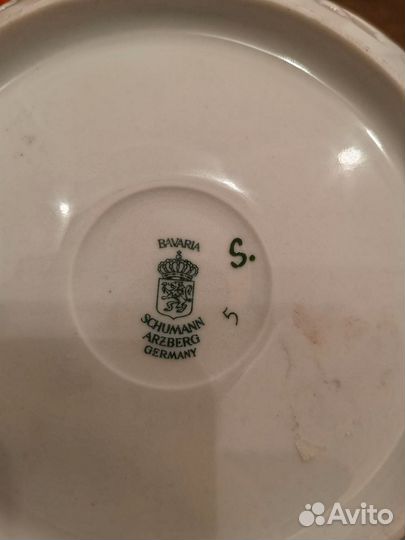 BAVARIA
S.
5
SCHUMANN
ARZBERG
GERMANY
Avito